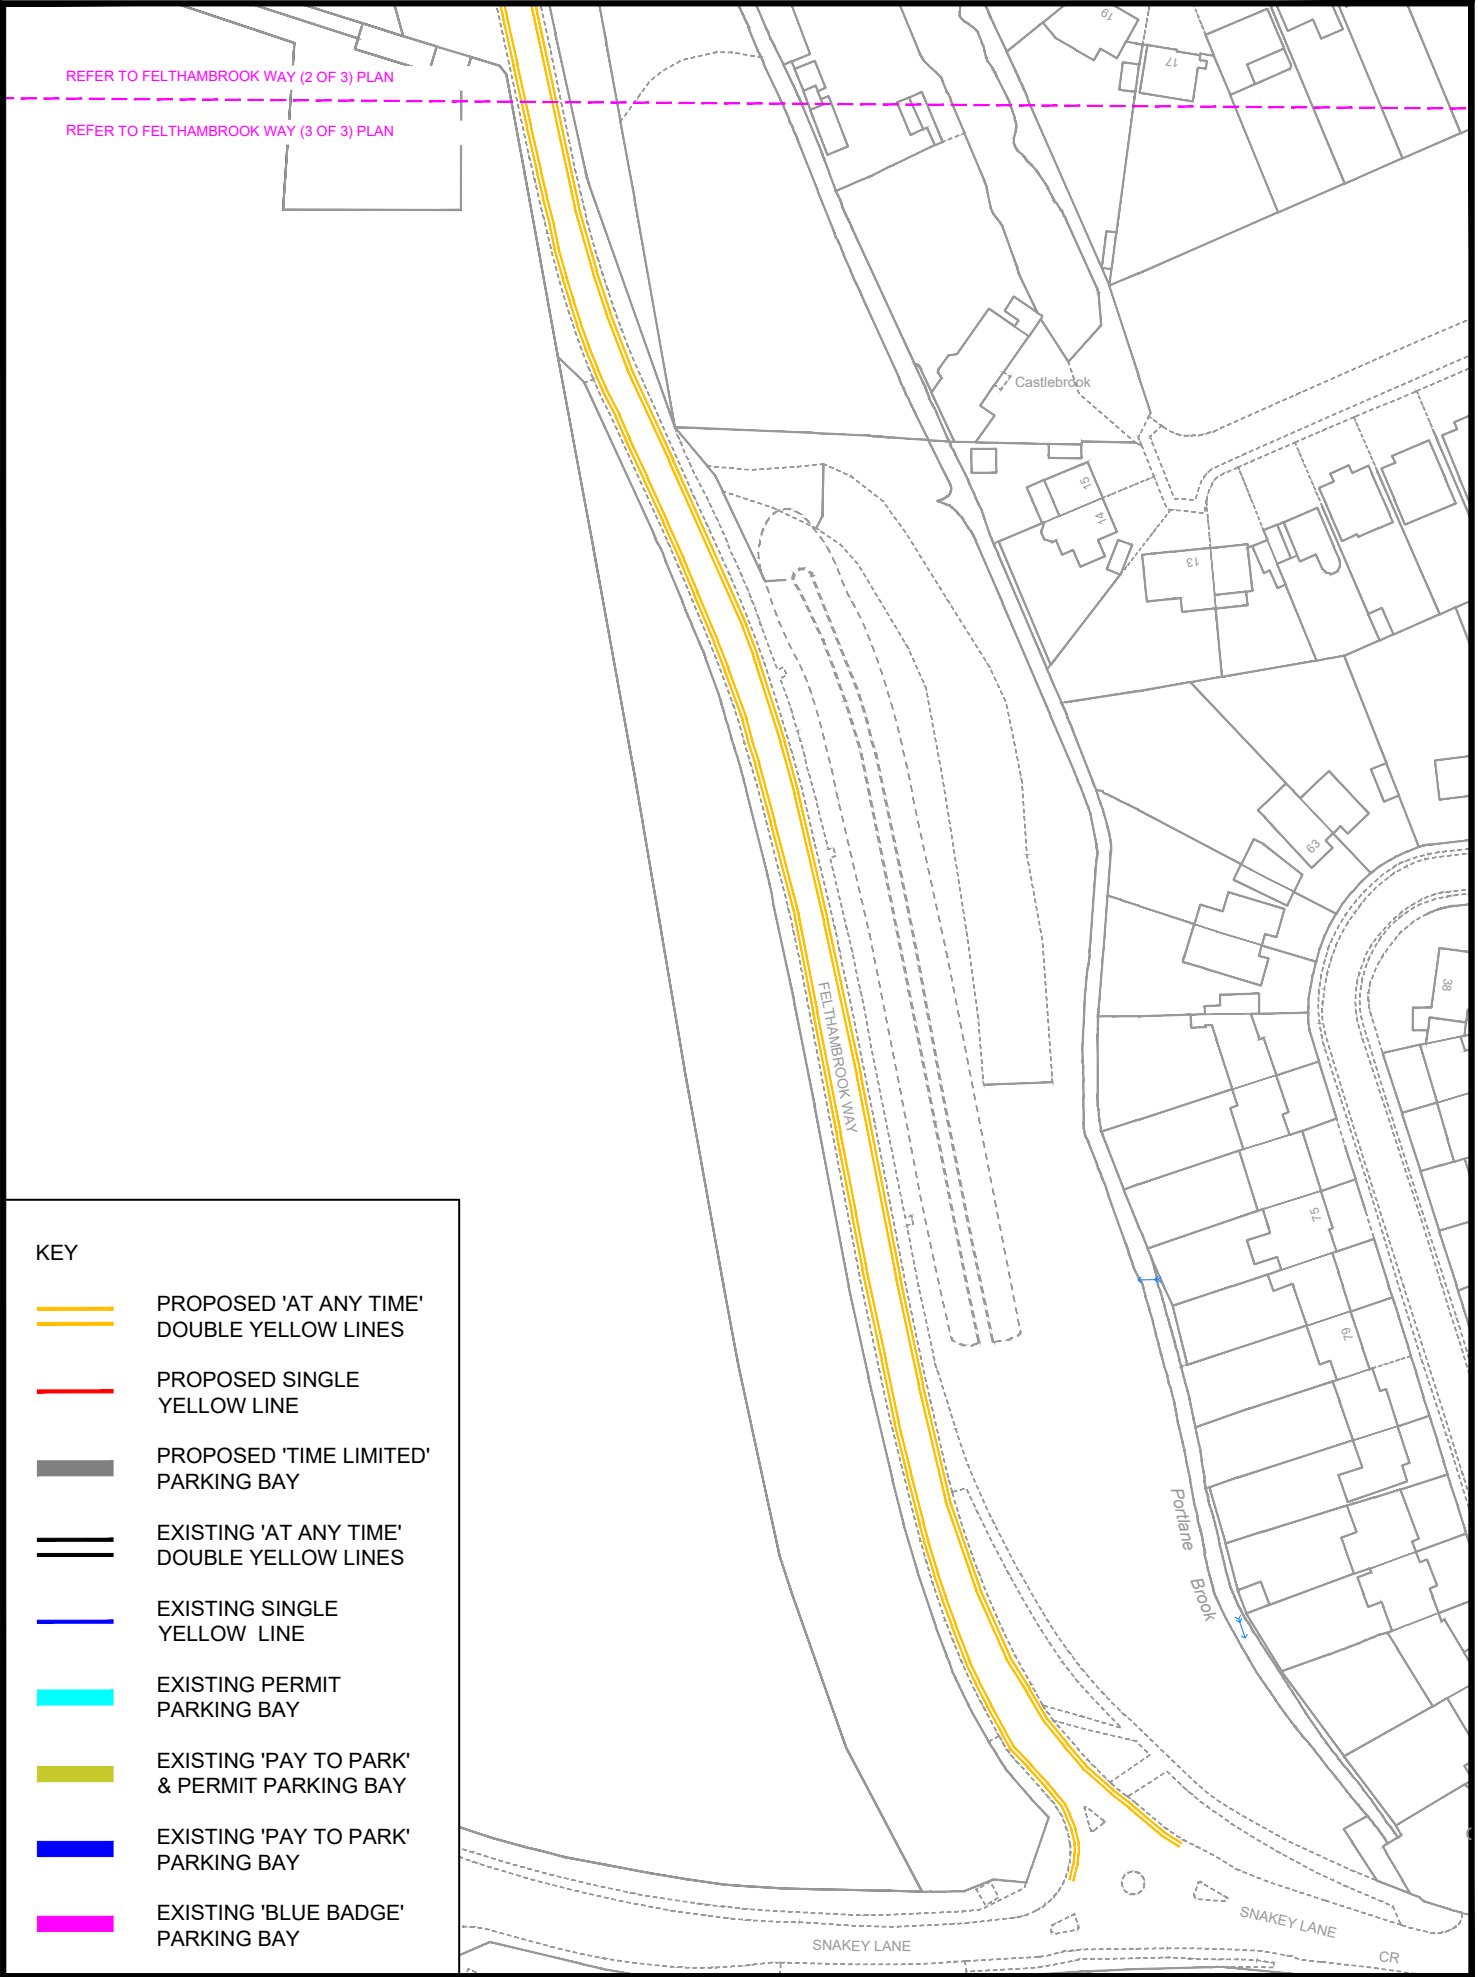 REFER TO FELTHAMBROOK WAY (2 OF 3) PLAN
REFER TO FELTHAMBROOK WAY (3 OF 3) PLAN
19
17
Castlebrook
15
14
13
63
38
FELTHAMBROOK WAY
75
79
Portlane Brook
SNAKEY LANE
SNAKEY LANE
CR
KEY
PROPOSED 'AT ANY TIME'
DOUBLE YELLOW LINES
PROPOSED SINGLE
YELLOW LINE
PROPOSED 'TIME LIMITED'
PARKING BAY
EXISTING 'AT ANY TIME'
DOUBLE YELLOW LINES
EXISTING SINGLE
YELLOW LINE
EXISTING PERMIT
PARKING BAY
EXISTING 'PAY TO PARK'
& PERMIT PARKING BAY
EXISTING 'PAY TO PARK'
PARKING BAY
EXISTING 'BLUE BADGE'
PARKING BAY